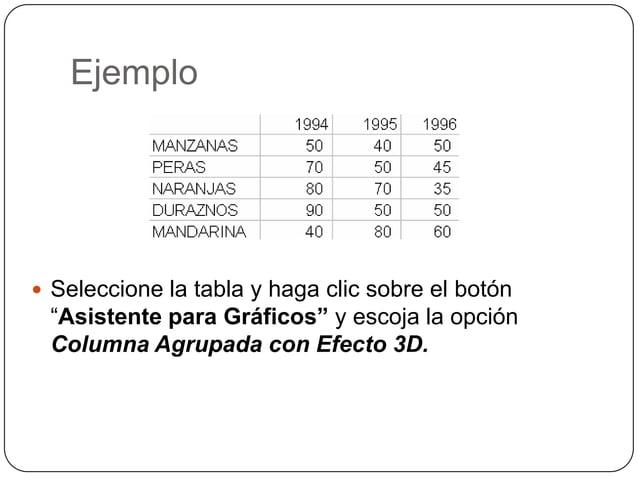 Ejemplo
1994 1995 1996
MANZANAS 50 40 50
PERAS 70 50 45
NARANJAS 80 70 35
DURAZNOS 90 50 50
MANDARINA 40 80 60
• Seleccione la tabla y haga clic sobre el botón
“Asistente para Gráficos” y escoja la opción
Columna Agrupada con Efecto 3D.